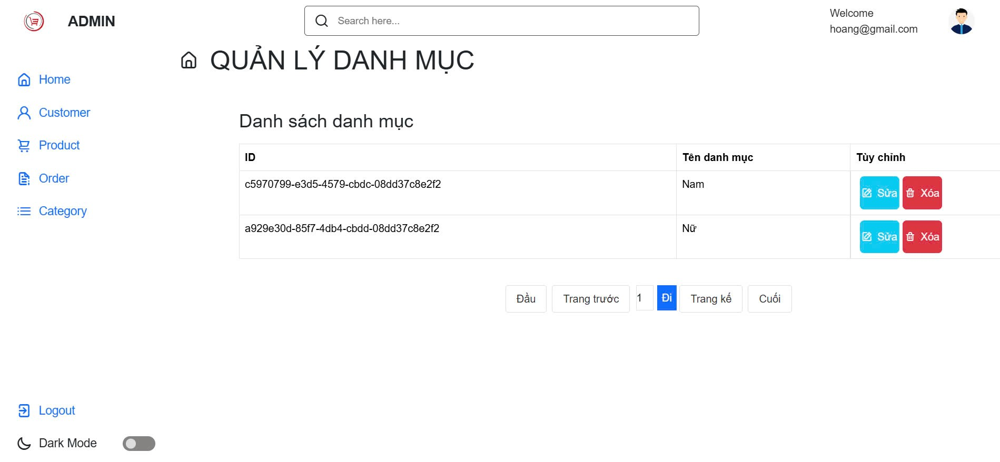 ADMIN
Search here...
Welcome
hoang@gmail.com
QUẢN LÝ DANH MỤC
Home
Customer
Product
Order
Category
Danh sách danh mục
ID Tên danh mục Tùy chỉnh
c5970799-e3d5-4579-cbdc-08dd37c8e2f2 Nam Sửa Xóa
a929e30d-85f7-4db4-cbdd-08dd37c8e2f2 Nữ Sửa Xóa
Đầu Trang trước 1 Đi Trang kế Cuối
Logout
Dark Mode